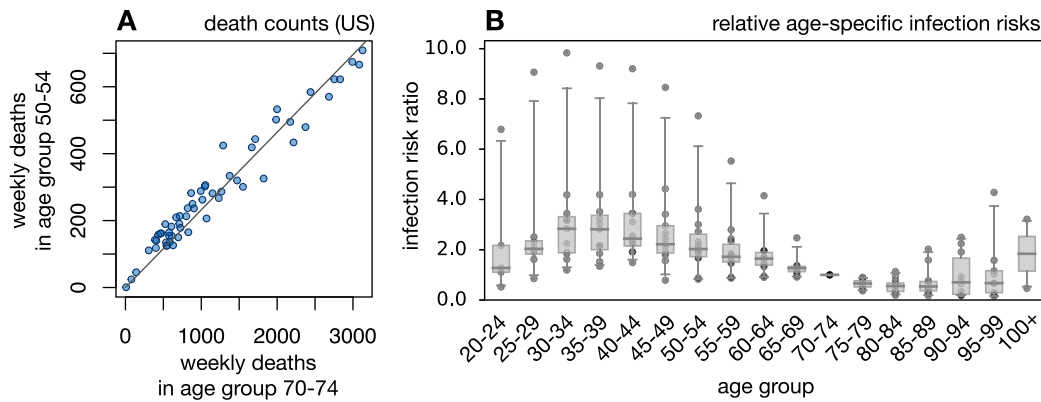 A death counts (US)
weekly deaths
in age group 50-54
600
400
200
0
0 1000 2000 3000
weekly deaths
in age group 70-74
B relative age-specific infection risks
infection risk ratio
10.0
8.0
6.0
4.0
2.0
0.0
20-24 25-29 30-34 35-39 40-44 45-49 50-54 55-59 60-64 65-69 70-74 75-79 80-84 85-89 90-94 95-99 100+
age group